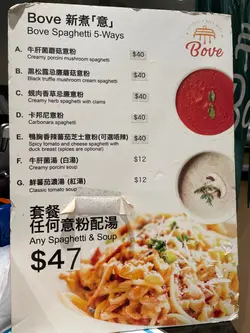 Bove 新煮「意」
Bove Spaghetti 5-Ways
Bove
A. 牛肝菌蘑菇意粉 $40
Creamy porcini mushroom spaghetti
B. 黑松露忌廉蘑菇意粉 $40
Black truffle mushroom cream spaghetti
C. 蜆肉香草忌廉意粉 $40
Creamy herb spaghetti with clams
D. 卡邦尼意粉 $40
Carbonara spaghetti
E. 鴨胸香辣蕃茄芝士意粉(可選唔辣) $40
Spicy tomato and cheese spaghetti with
duck breast (spices are optional)
F. 牛肝菌湯 (白湯) $12
Creamy porcini soup
G. 鮮蕃茄濃湯 (紅湯) $12
Classic tomato soup
套餐
任何意粉配湯
Any Spaghetti & Soup
$47